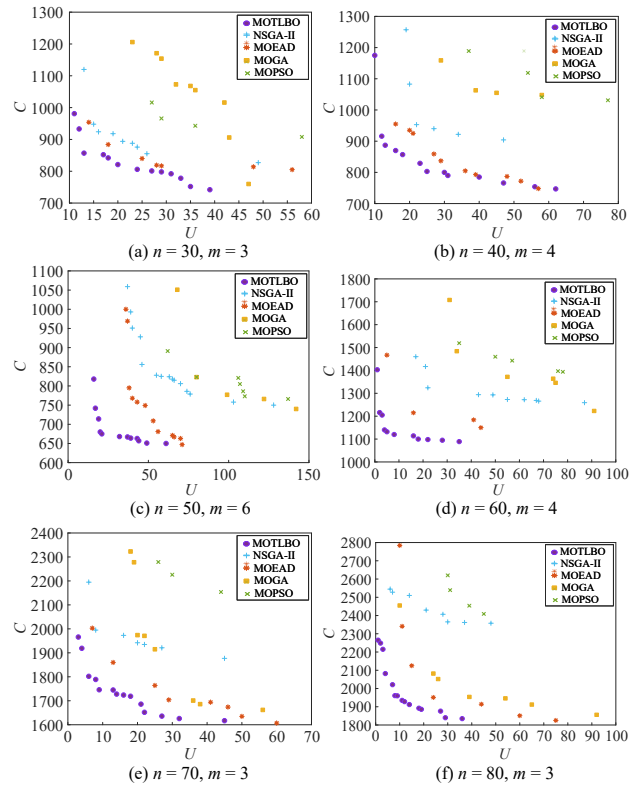 1300
1200
1100
1000
900
800
700
C
10 15 20 25 30 35 40 45 50 55 60
U
MOTLBO
NSGA-II
MOEAD
MOGA
MOPSO
(a) n = 30, m = 3
1300
1200
1100
1000
900
800
700
C
10 20 30 40 50 60 70 80
U
MOTLBO
NSGA-II
MOEAD
MOGA
MOPSO
(b) n = 40, m = 4
1100
1050
1000
950
900
850
800
750
700
650
600
C
0 50 100 150
U
MOTLBO
NSGA-II
MOEAD
MOGA
MOPSO
(c) n = 50, m = 6
1800
1700
1600
1500
1400
1300
1200
1100
1000
C
0 10 20 30 40 50 60 70 80 90 100
U
MOTLBO
NSGA-II
MOEAD
MOGA
MOPSO
(d) n = 60, m = 4
2400
2300
2200
2100
2000
1900
1800
1700
1600
C
0 10 20 30 40 50 60 70
U
MOTLBO
NSGA-II
MOEAD
MOGA
MOPSO
(e) n = 70, m = 3
2800
2700
2600
2500
2400
2300
2200
2100
2000
1900
1800
C
0 10 20 30 40 50 60 70 80 90 100
U
MOTLBO
NSGA-II
MOEAD
MOGA
MOPSO
(f) n = 80, m = 3